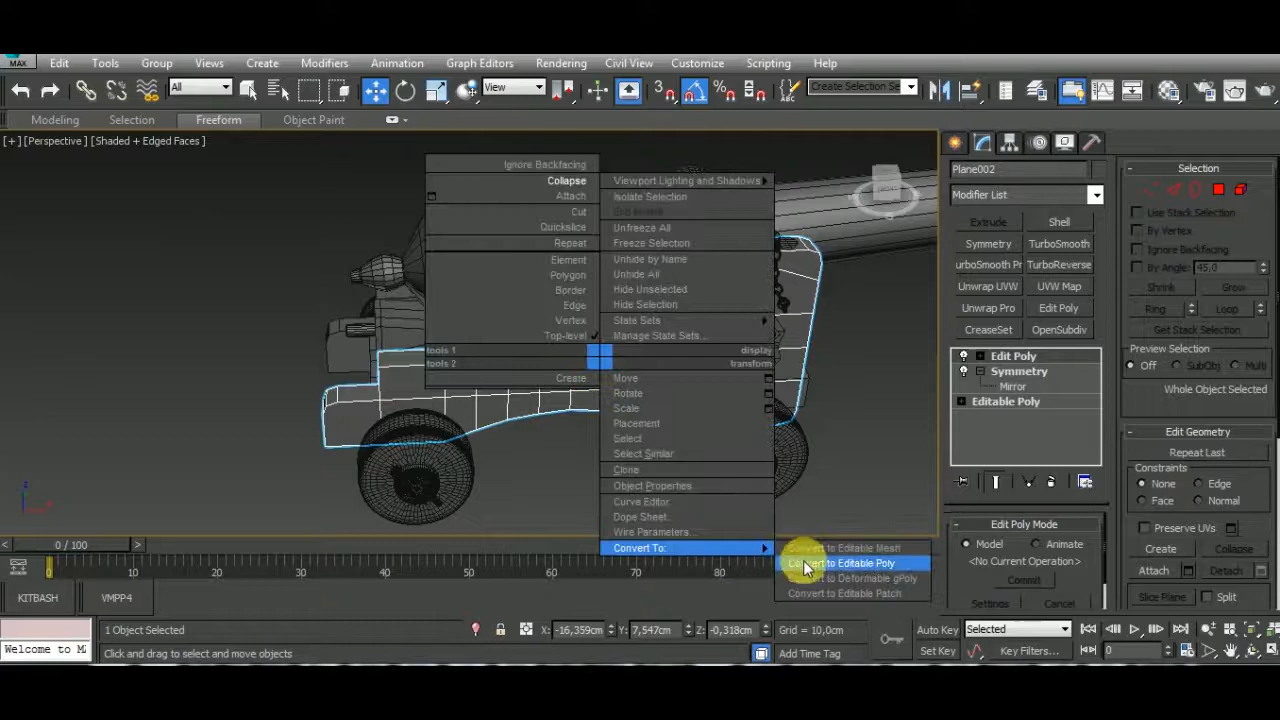 MAX Edit Tools Group Views Create Modifiers Animation Graph Editors Rendering Civil View Customize Scripting Help
All View Create Selection Se
Modeling Selection Freeform Object Paint
[+] [Perspective] [Shaded + Edged Faces]
Ignore Backfacing
Collapse
Attach
Cut
Quickslice
Repeat
Element
Polygon
Border
Edge
Vertex
Top-level
tools 1
tools 2
Create
Viewport Lighting and Shadows
Isolate Selection
Unfreeze All
Freeze Selection
Unhide by Name
Unhide All
Hide Unselected
Hide Selection
State Sets
Manage State Sets...
display
transform
Move
Rotate
Scale
Placement
Select
Select Similar
Clone
Object Properties
Curve Editor
Dope Sheet.
Wire Parameters...
Convert To:
Convert to Editable Mesh
Convert to Editable Poly
Convert to Deformable gPoly
Convert to Editable Patch
Plane002
Modifier List
Extrude Shell
Symmetry TurboSmooth
urboSmooth Pr TurboReverse
Unwrap UVW UVW Map
Unwrap Pro Edit Poly
CreaseSet OpenSubdiv
Edit Poly
Symmetry
Mirror
Editable Poly
Edit Poly Mode
Model Animate
<No Current Operation>
Commit
Settings Cancel
Selection
Use Stack Selection
By Vertex
Ignore Backfacing
By Angle: 45,0
Shrink Grow
Ring Loop
Get Stack Selection
Preview Selection
Off SubObj Multi
Whole Object Selected
Edit Geometry
Repeat Last
Constraints
None Edge
Face Normal
Preserve UVs
Create Collapse
Attach Detach
Slice Plane Split
0 / 100
0 70 80
KITBASH VMPP4
1 Object Selected X: -16,359cm Y: 7,547cm Z: -0,318cm Grid = 10,0cm Auto Key Selected
Welcome to M Click and drag to select and move objects Add Time Tag Set Key Key Filters... 0